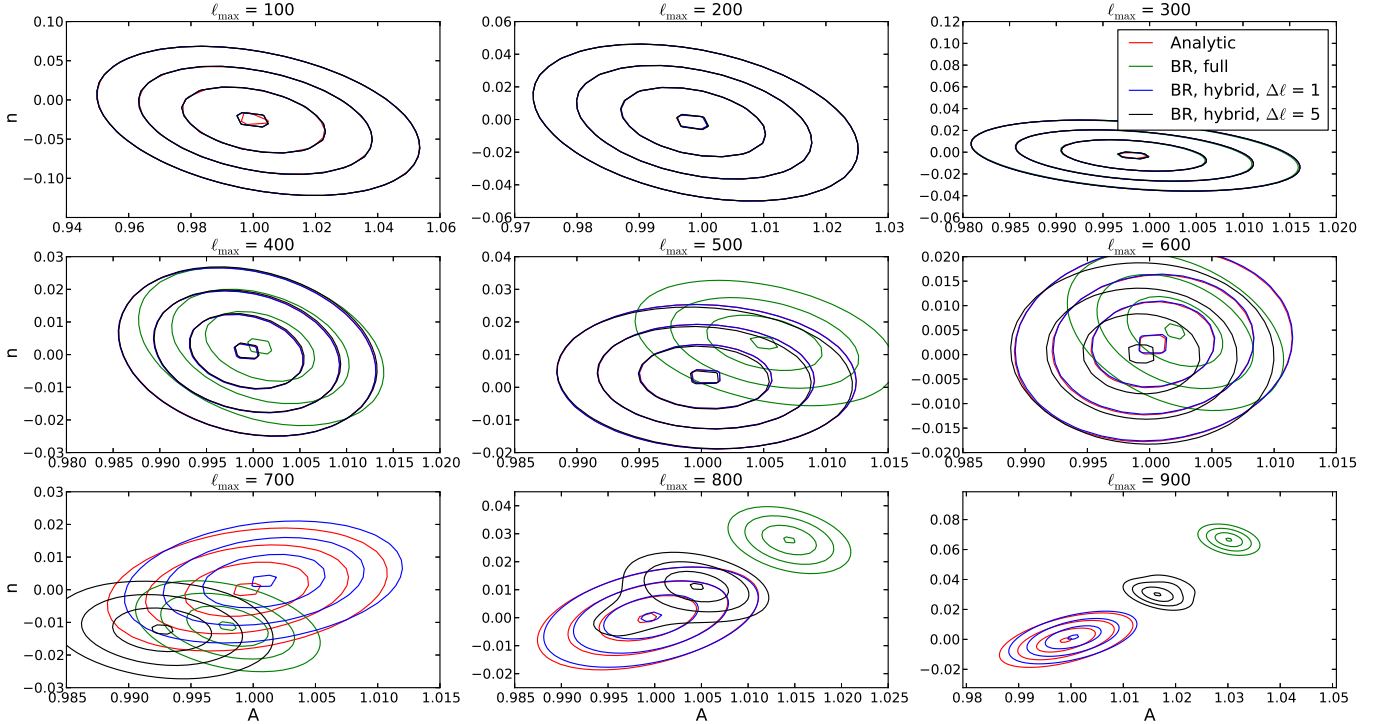 ℓmax = 100
ℓmax = 200
ℓmax = 300
n
0.10
0.05
0.00
−0.05
−0.10
−0.15
0.94 0.96 0.98 1.00 1.02 1.04 1.06
0.06
0.04
0.02
0.00
−0.02
−0.04
−0.06
0.97 0.98 0.99 1.00 1.01 1.02 1.03
0.12
0.10
0.08
0.06
0.04
0.02
0.00
−0.02
−0.04
−0.06
0.980 0.985 0.990 0.995 1.000 1.005 1.010 1.015 1.020
Analytic
BR, full
BR, hybrid, Δℓ = 1
BR, hybrid, Δℓ = 5
ℓmax = 400
ℓmax = 500
ℓmax = 600
n
0.03
0.02
0.01
0.00
−0.01
−0.02
−0.03
0.980 0.985 0.990 0.995 1.000 1.005 1.010 1.015 1.020
0.04
0.03
0.02
0.01
0.00
−0.01
−0.02
0.985 0.990 0.995 1.000 1.005 1.010 1.015
0.020
0.015
0.010
0.005
0.000
−0.005
−0.010
−0.015
−0.020
0.985 0.990 0.995 1.000 1.005 1.010 1.015
ℓmax = 700
ℓmax = 800
ℓmax = 900
n
0.03
0.02
0.01
0.00
−0.01
−0.02
−0.03
0.985 0.990 0.995 1.000 1.005 1.010 1.015
A
0.04
0.03
0.02
0.01
0.00
−0.01
−0.02
0.985 0.990 0.995 1.000 1.005 1.010 1.015 1.020 1.025
A
0.08
0.06
0.04
0.02
0.00
−0.02
0.98 0.99 1.00 1.01 1.02 1.03 1.04 1.05
A